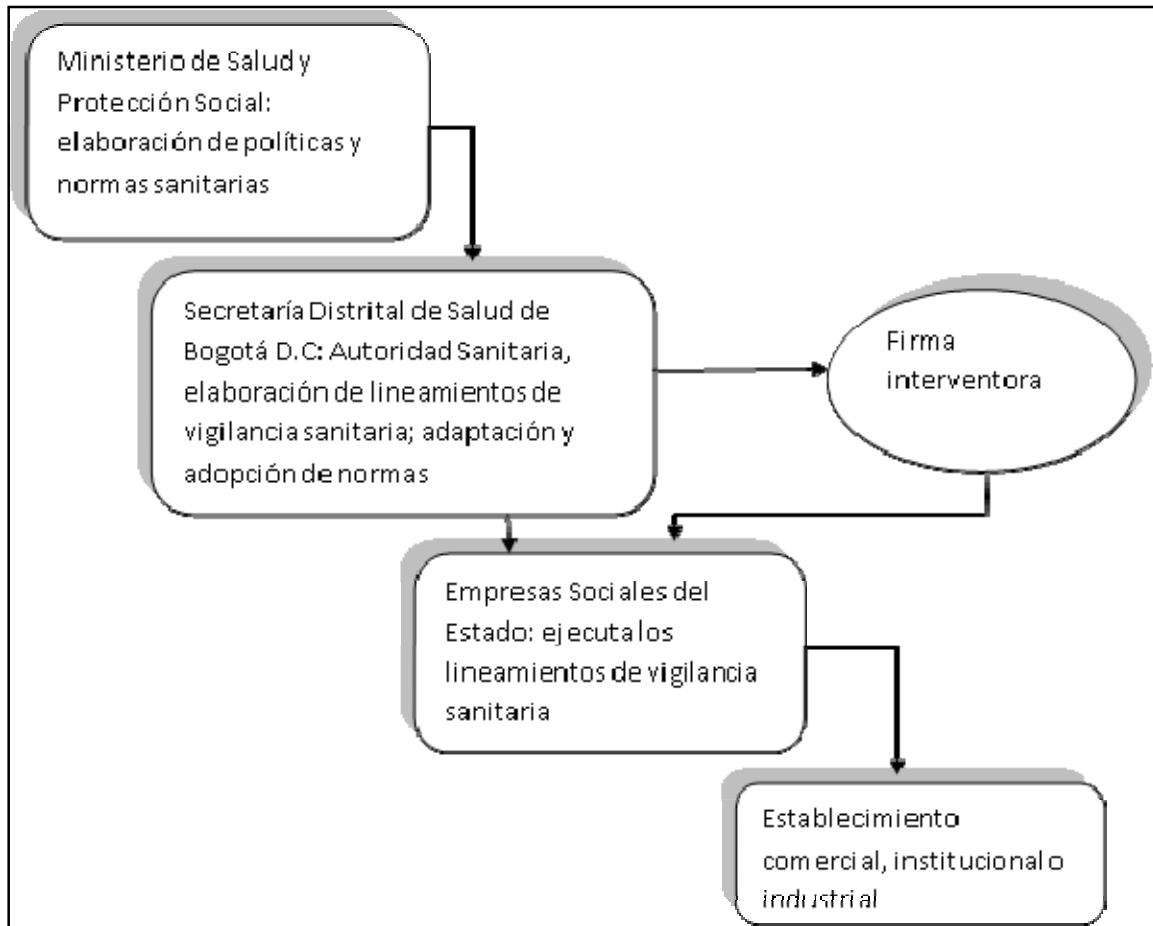 Ministerio de Salud y
Protección Social:
elaboración de políticas y
normas sanitarias
Secretaría Distrital de Salud de
Bogotá D.C: Autoridad Sanitaria,
elaboración de lineamientos de
vigilancia sanitaria; adaptación y
adopción de normas
Firma
interventora
Empresas Sociales del
Estado: ejecuta los
lineamientos de vigilancia
sanitaria
Establecimiento
comercial, institucional o
industrial